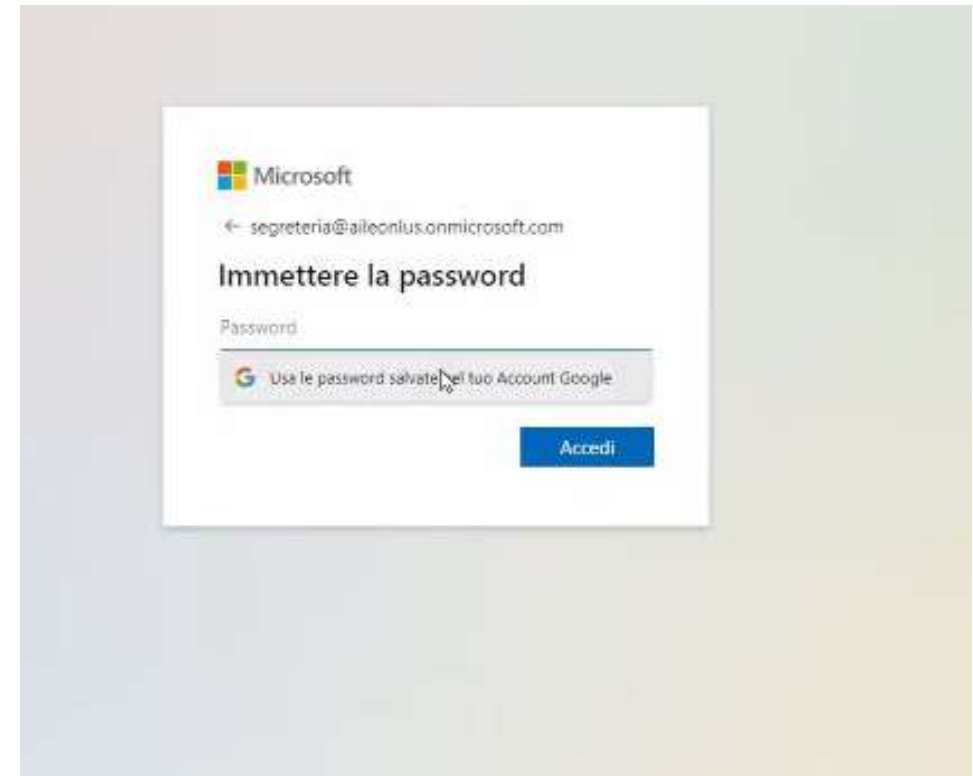 Microsoft
← segreteria@aileonlus.onmicrosoft.com
Immettere la password
Password
Usa le password salvate nel tuo Account Google
Accedi